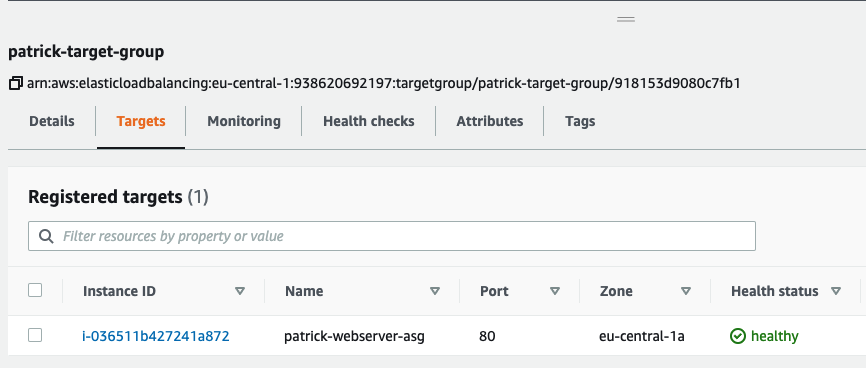 patrick-target-group
arn:aws:elasticloadbalancing:eu-central-1:938620692197:targetgroup/patrick-target-group/918153d9080c7fb1
Details Targets Monitoring Health checks Attributes Tags
Registered targets (1)
Filter resources by property or value
Instance ID Name Port Zone Health status
i-036511b427241a872 patrick-webserver-asg 80 eu-central-1a healthy